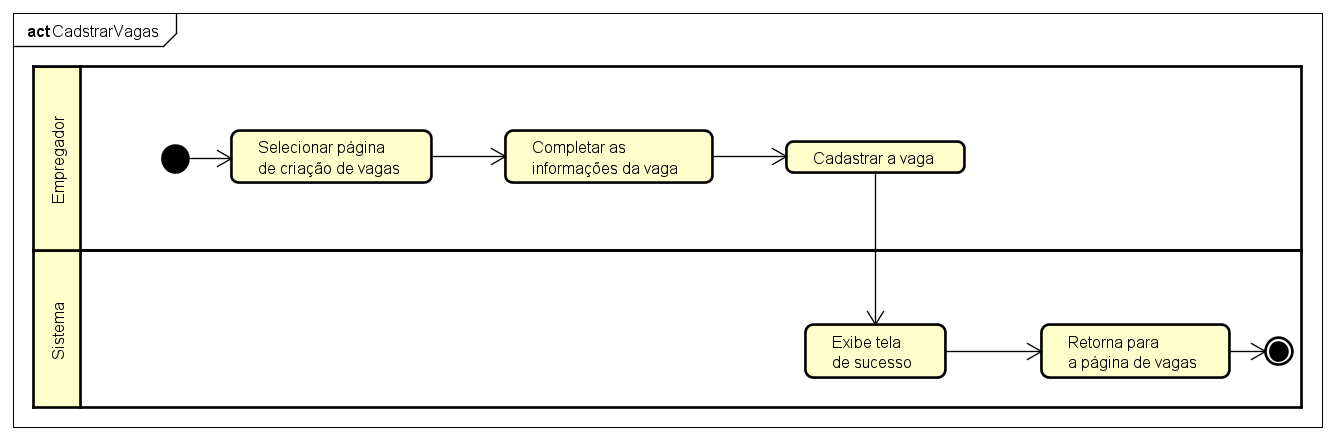 act CadstrarVagas
Empregador
Selecionar página
de criação de vagas
Completar as
informações da vaga
Cadastrar a vaga
Sistema
Exibe tela
de sucesso
Retorna para
a página de vagas